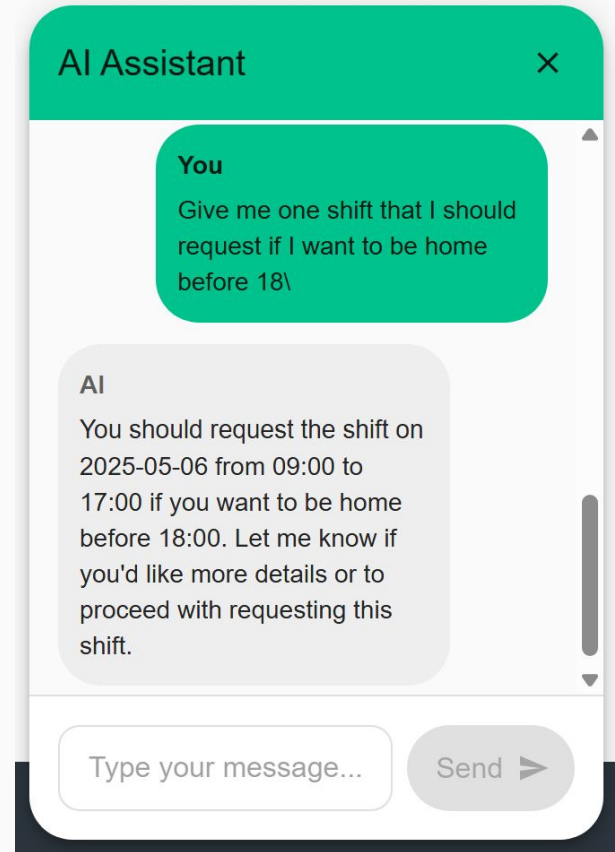 AI Assistant
You
Give me one shift that I should
request if I want to be home
before 18\
AI
You should request the shift on
2025-05-06 from 09:00 to
17:00 if you want to be home
before 18:00. Let me know if
you'd like more details or to
proceed with requesting this
shift.
Type your message...
Send